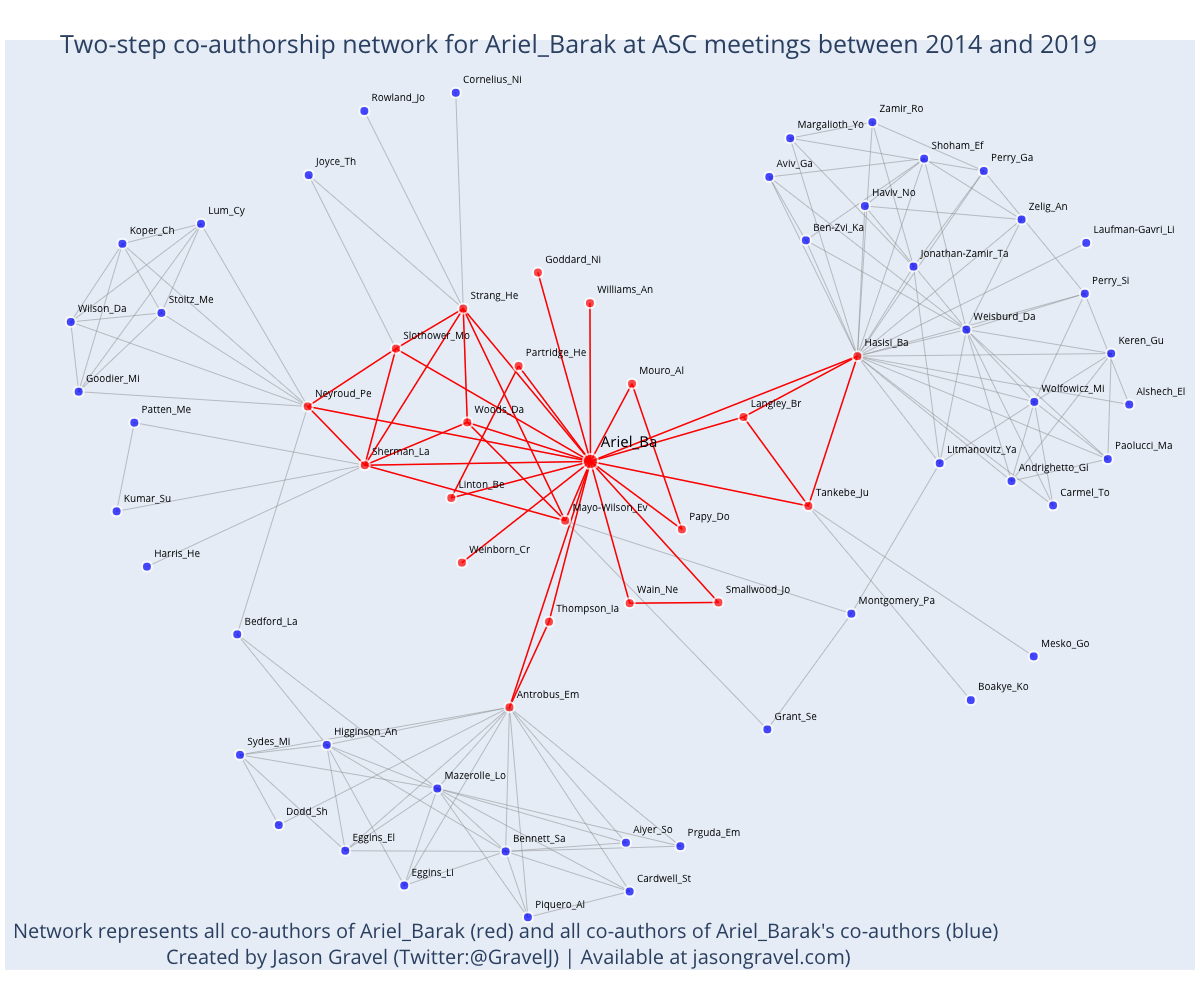 Two-step co-authorship network for Ariel_Barak at ASC meetings between 2014 and 2019
Cornelius_Ni
Rowland_Jo
Zamir_Ro
Margalioth_Yo
Shoham_Ef
Joyce_Th
Perry_Ga
Aviv_Ga
Haviv_No
Lum_Cy
Zelig_An
Koper_Ch
Ben-Zvi_Ka
Laufman-Gavri_Li
Goddard_Ni
Jonathan-Zamir_Ta
Perry_Si
Williams_An
Strang_He
Stoltz_Me
Wilson_Da
Weisburd_Da
Slothower_Mo
Hasisi_Ba
Keren_Gu
Partridge_He
Mouro_Al
Goodier_Mi
Wolfowicz_Mi
Alshech_El
Neyroud_Pe
Langley_Br
Patten_Me
Woods_Da
Ariel_Ba
Paolucci_Ma
Sherman_La
Litmanovitz_Ya
Andrighetto_Gi
Linton_Be
Tankebe_Ju
Carmel_To
Kumar_Su
Mayo-Wilson_Ev
Papy_Do
Harris_He
Weinborn_Cr
Wain_Ne
Smallwood_Jo
Montgomery_Pa
Thompson_Ia
Bedford_La
Mesko_Go
Boakye_Ko
Antrobus_Em
Grant_Se
Higginson_An
Sydes_Mi
Mazerolle_Lo
Dodd_Sh
Eggins_El
Bennett_Sa
Aiyer_So
Prguda_Em
Eggins_Li
Cardwell_St
Piquero_Al
Network represents all co-authors of Ariel_Barak (red) and all co-authors of Ariel_Barak's co-authors (blue)
Created by Jason Gravel (Twitter:@GravelJ) | Available at jasongravel.com)